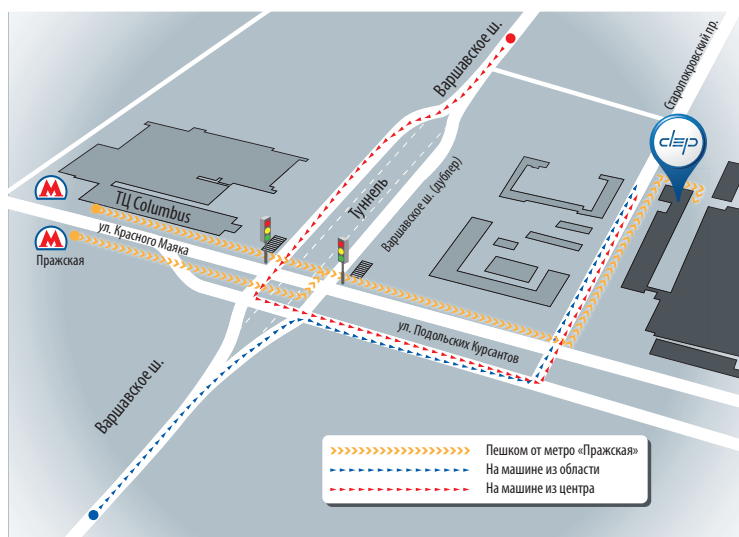 Варшавское ш.
Старопокровский пр.
dep
М
ТЦ Columbus
Туннель
Варшавское ш. (дублер)
М
ул. Красного Маяка
Пражская
ул. Подольских Курсантов
Варшавское ш.
Пешком от метро «Пражская»
На машине из области
На машине из центра